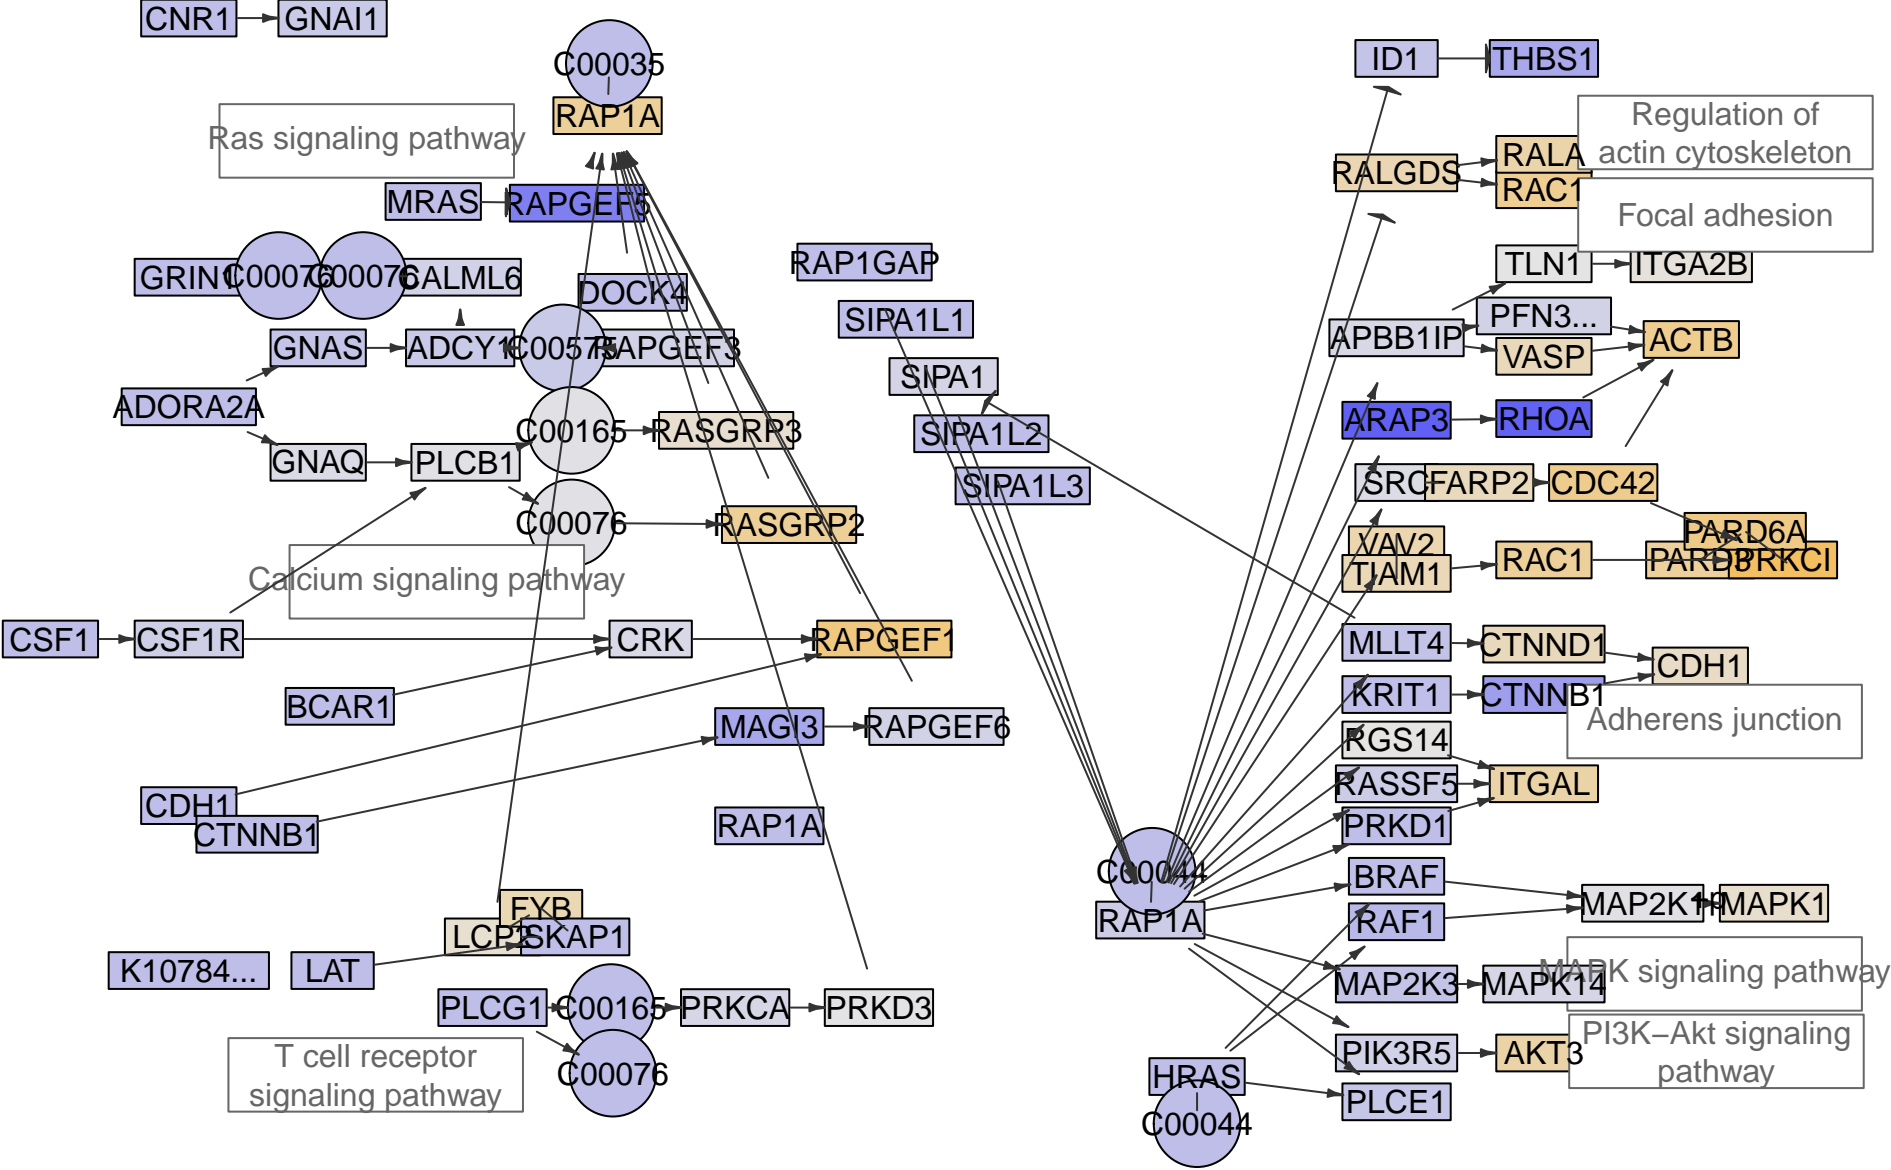 CNR1
GNAI1
C00035
RAP1A
Ras signaling pathway
MRAS
RAPGEF5
GRIN1
C00076
C00076
CALML6
DOCK4
GNAS
ADCY1
C00575
RAPGEF3
ADORA2A
GNAQ
PLCB1
C00165
RASGRP3
C00076
RASGRP2
Calcium signaling pathway
CSF1
CSF1R
CRK
RAPGEF1
BCAR1
MAGI3
RAPGEF6
CDH1
CTNNB1
RAP1A
FYB
LCP2
SKAP1
K10784...
LAT
PLCG1
C00165
PRKCA
PRKD3
C00076
T cell receptor
signaling pathway
RAP1GAP
SIPA1L1
SIPA1
SIPA1L2
SIPA1L3
C00044
RAP1A
HRAS
C00044
ID1
THBS1
Regulation of
actin cytoskeleton
RALGDS
RALA
RAC1
Focal adhesion
TLN1
ITGA2B
APBB1IP
PFN3...
VASP
ACTB
ARAP3
RHOA
SRC
FARP2
CDC42
VAV2
TIAM1
RAC1
PARD6A
PARD3
PRKCI
MLLT4
CTNND1
CDH1
KRIT1
CTNNB1
Adherens junction
RGS14
RASSF5
ITGAL
PRKD1
BRAF
MAP2K1
+p
MAPK1
RAF1
MAP2K3
MAPK14
MAPK signaling pathway
PIK3R5
AKT3
PI3K−Akt signaling
pathway
PLCE1